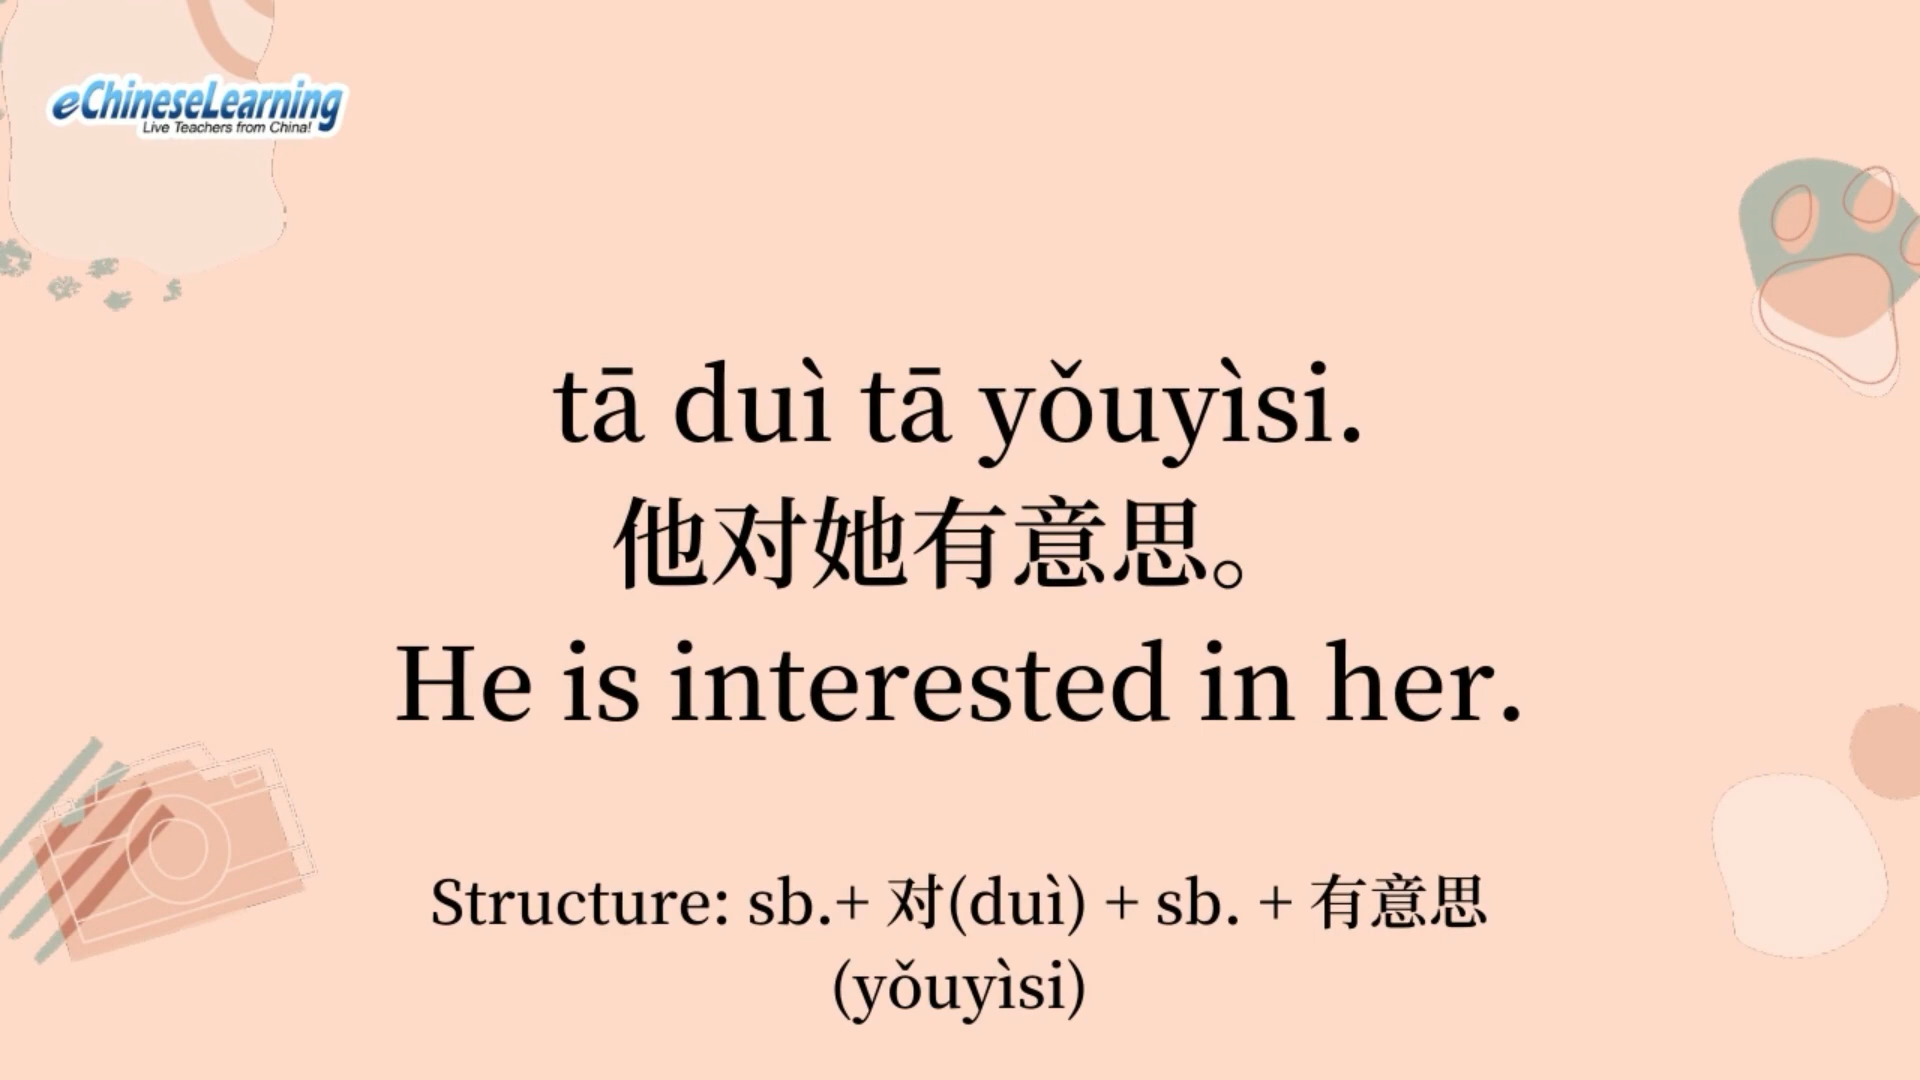 eChineseLearning
Live Teachers from China!
tā duì tā yǒuyìsi.
他对她有意思。
He is interested in her.
Structure: sb.+ 对(duì) + sb. + 有意思
(yǒuyìsi)